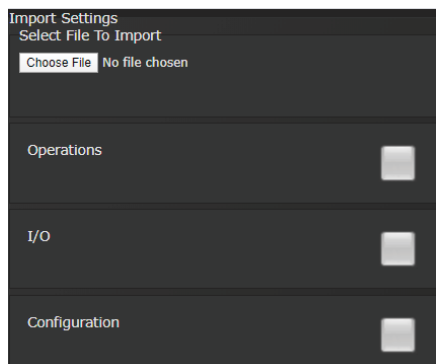 Import Settings
Select File To Import
Choose File No file chosen
Operations
I/O
Configuration